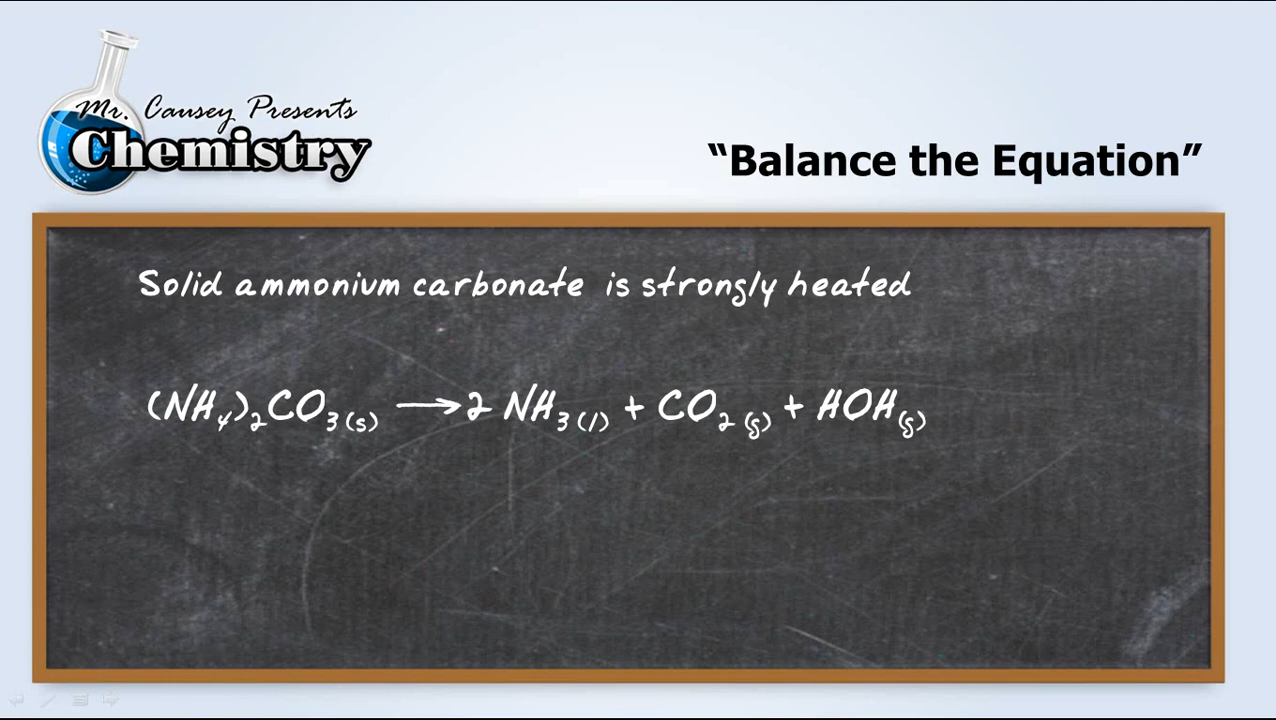 Mr. Causey Presents
Chemistry
“Balance the Equation”
Solid ammonium carbonate is strongly heated
(NH₄)₂CO₃(s) → 2 NH₃(l) + CO₂(g) + HOH(g)